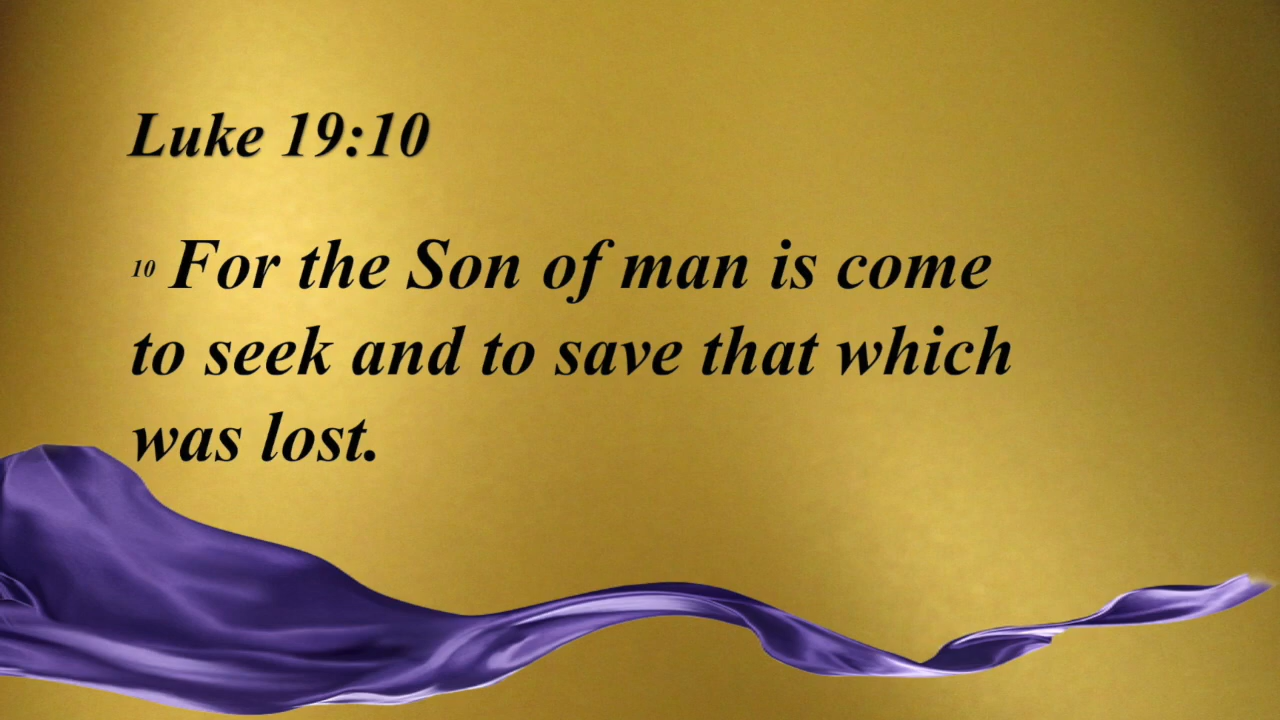 Luke 19:10
10 For the Son of man is come
to seek and to save that which
was lost.